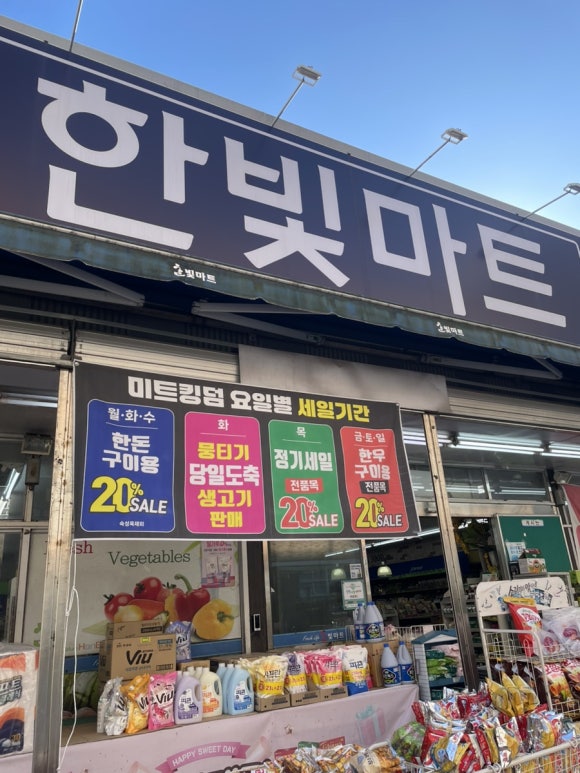 한빛마트
한빛마트
한빛마트
미트킹덤 요일별 세일기간
월·화·수
한돈
구이용
20% SALE
화
뭉티기
당일도축
생고기
판매
목
정기세일
전품목
20% SALE
금·토·일
한우
구이용
전품목
20% SALE
Vegetables
Viu
Viu
HAPPY SWEET DAY